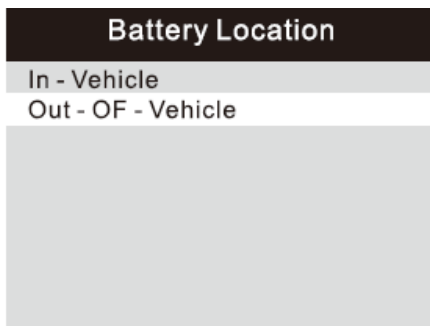 Battery Location
In - Vehicle
Out - OF - Vehicle